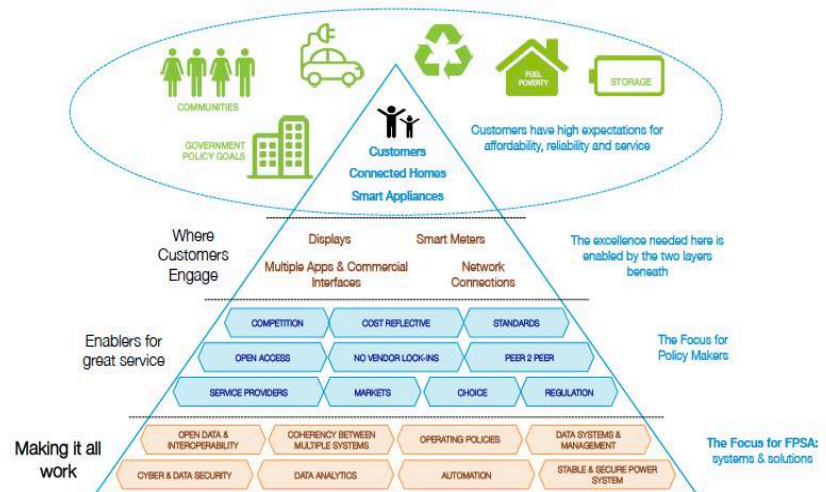 COMMUNITIES
FUEL
POVERTY
STORAGE
GOVERNMENT
POLICY GOALS
Customers have high expectations for
affordability, reliability and service
Customers
Connected Homes
Smart Appliances
Where
Customers
Engage
Displays
Smart Meters
Multiple Apps & Commercial
Interfaces
Network
Connections
The excellence needed here is
enabled by the two layers
beneath
Enablers for
great service
COMPETITION
COST REFLECTIVE
STANDARDS
OPEN ACCESS
NO VENDOR LOCK-INS
PEER 2 PEER
SERVICE PROVIDERS
MARKETS
CHOICE
REGULATION
The Focus for
Policy Makers
Making it all
work
OPEN DATA &
INTEROPERABILITY
COHERENCY BETWEEN
MULTIPLE SYSTEMS
OPERATING POLICIES
DATA SYSTEMS &
MANAGEMENT
CYBER & DATA SECURITY
DATA ANALYTICS
AUTOMATION
STABLE & SECURE POWER
SYSTEM
The Focus for FPSA:
systems & solutions